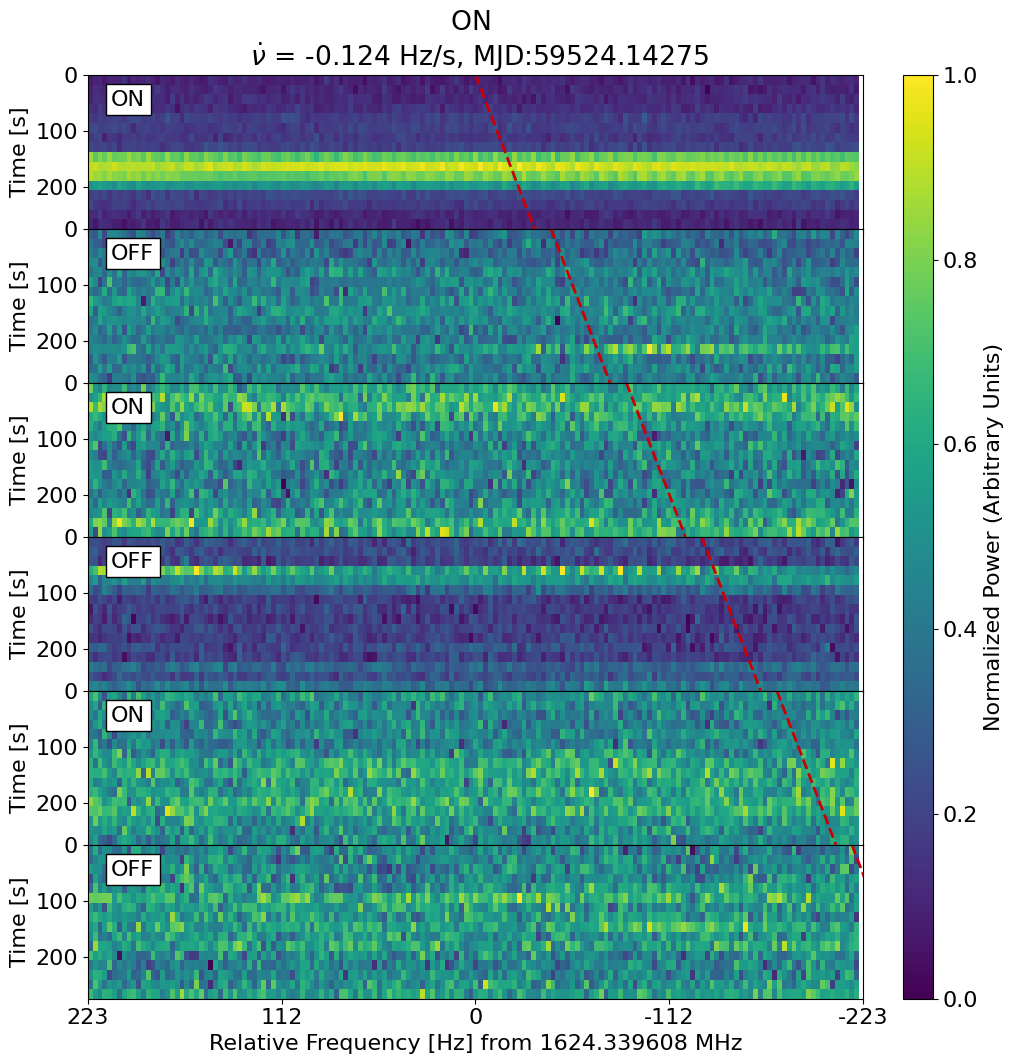 ON
ν̇ = -0.124 Hz/s, MJD:59524.14275
0
100
200
Time [s]
ON
0
100
200
Time [s]
OFF
0
100
200
Time [s]
ON
0
100
200
Time [s]
OFF
0
100
200
Time [s]
ON
0
100
200
Time [s]
OFF
223 112 0 -112 -223
Relative Frequency [Hz] from 1624.339608 MHz
1.0
0.8
0.6
0.4
0.2
0.0
Normalized Power (Arbitrary Units)